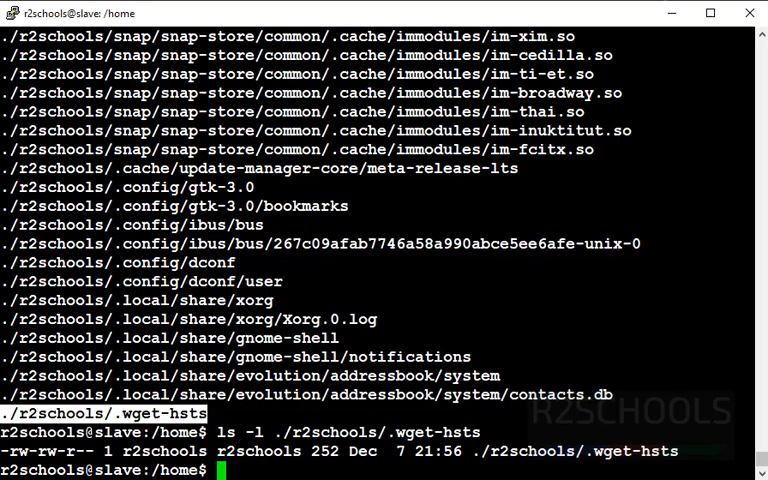 r2schools@slave: /home
./r2schools/snap/snap-store/common/.cache/immodules/im-xim.so
./r2schools/snap/snap-store/common/.cache/immodules/im-cedilla.so
./r2schools/snap/snap-store/common/.cache/immodules/im-ti-et.so
./r2schools/snap/snap-store/common/.cache/immodules/im-broadway.so
./r2schools/snap/snap-store/common/.cache/immodules/im-thai.so
./r2schools/snap/snap-store/common/.cache/immodules/im-inuktitut.so
./r2schools/snap/snap-store/common/.cache/immodules/im-fcitx.so
./r2schools/.cache/update-manager-core/meta-release-lts
./r2schools/.config/gtk-3.0
./r2schools/.config/gtk-3.0/bookmarks
./r2schools/.config/ibus/bus
./r2schools/.config/ibus/bus/267c09afab7746a58a990abce5ee6afe-unix-0
./r2schools/.config/dconf
./r2schools/.config/dconf/user
./r2schools/.local/share/xorg
./r2schools/.local/share/xorg/Xorg.0.log
./r2schools/.local/share/gnome-shell
./r2schools/.local/share/gnome-shell/notifications
./r2schools/.local/share/evolution/addressbook/system
./r2schools/.local/share/evolution/addressbook/system/contacts.db
./r2schools/.wget-hsts
R2SCHOOLS
r2schools@slave:/home$ ls -l ./r2schools/.wget-hsts
-rw-rw-r-- 1 r2schools r2schools 252 Dec  7 21:56 ./r2schools/.wget-hsts
r2schools@slave:/home$